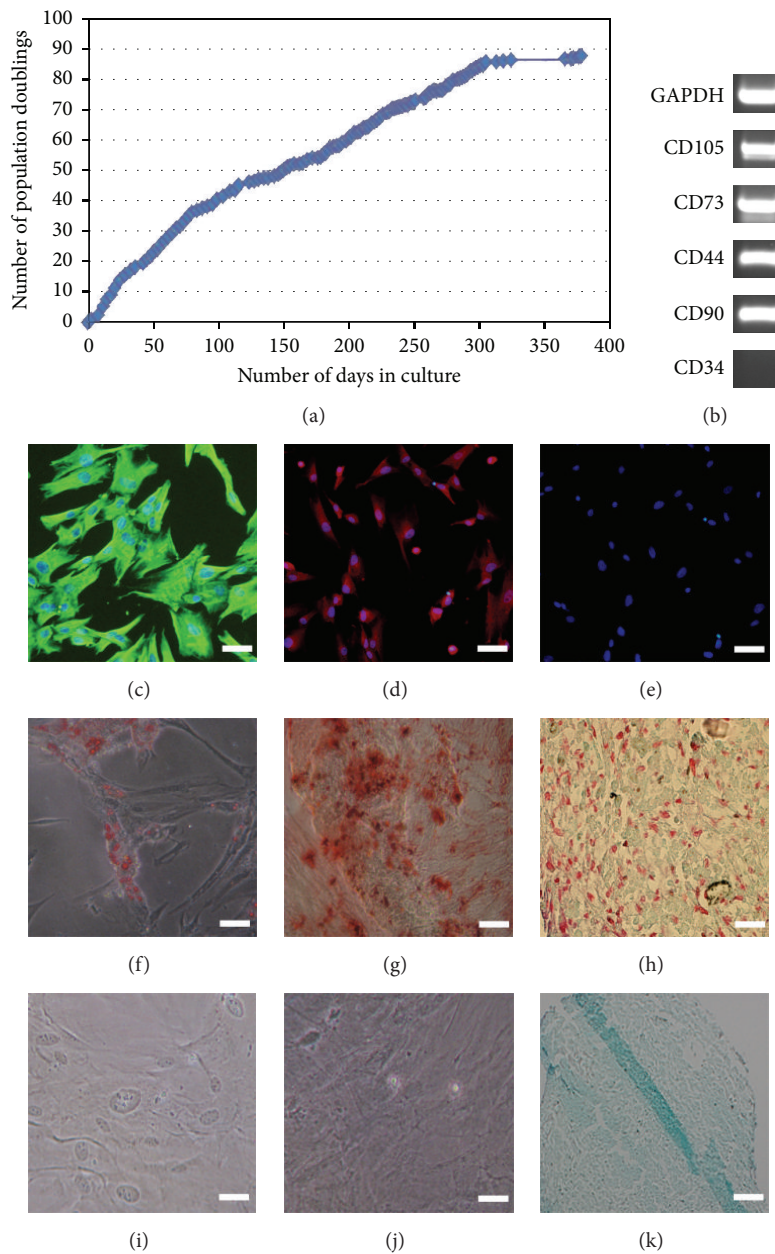 100
90
80
70
60
50
40
30
20
10
0
Number of population doublings
0 50 100 150 200 250 300 350 400
Number of days in culture
(a)
GAPDH
CD105
CD73
CD44
CD90
CD34
(b)
(c) (d) (e)
(f) (g) (h)
(i) (j) (k)